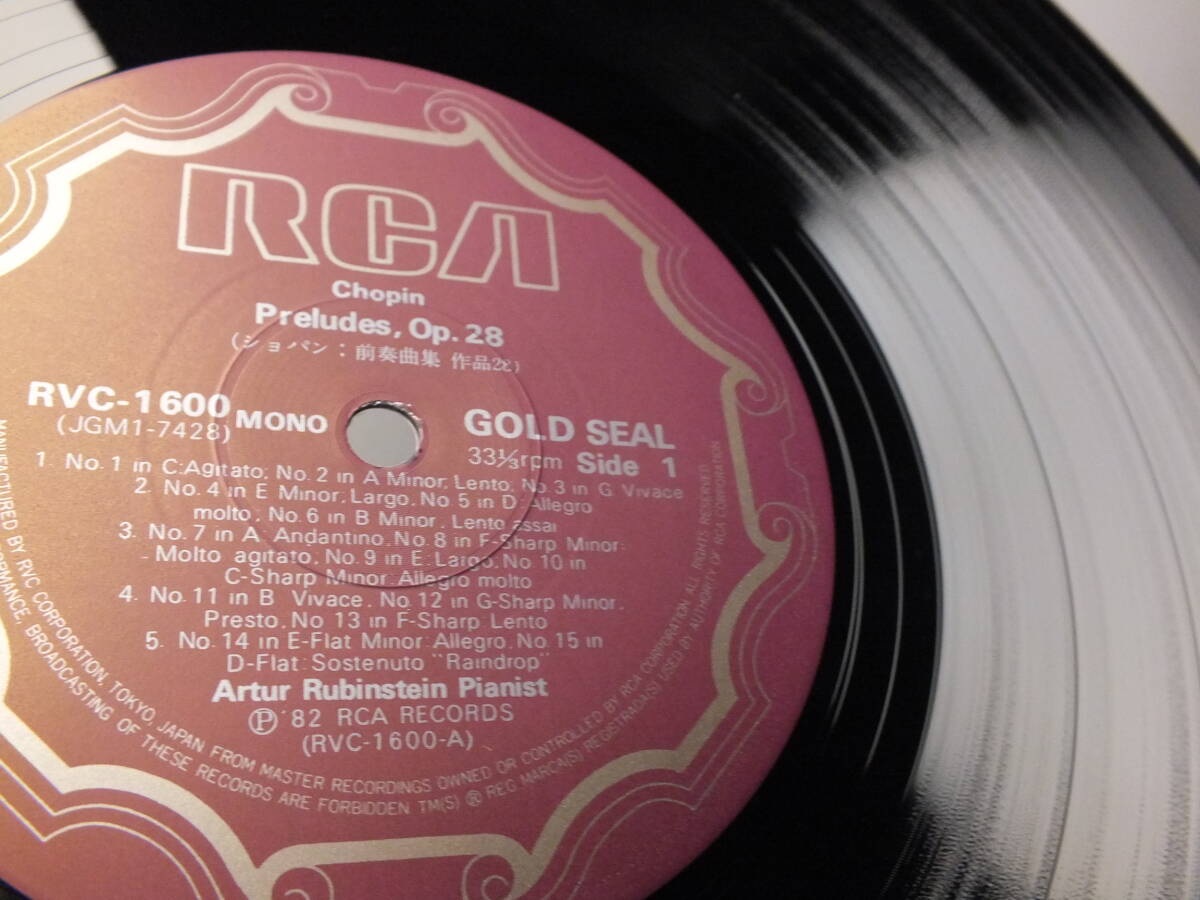 RCA
Chopin
Preludes, Op. 28
(ショパン：前奏曲集 作品28)
RVC-1600
(JGM1-7428)
MONO
GOLD SEAL
33⅓rpm Side 1
1. No. 1 in C: Agitato, No. 2 in A Minor: Lento, No. 3 in G: Vivace
2. No. 4 in E Minor: Largo, No. 5 in D: Allegro
molto, No. 6 in B Minor: Lento assai
3. No. 7 in A: Andantino, No. 8 in F-Sharp Minor:
Molto agitato, No. 9 in E: Largo, No. 10 in
C-Sharp Minor: Allegro molto
4. No. 11 in B: Vivace, No. 12 in G-Sharp Minor:
Presto, No. 13 in F-Sharp: Lento
5. No. 14 in E-Flat Minor: Allegro, No. 15 in
D-Flat: Sostenuto "Raindrop"
Artur Rubinstein Pianist
Ⓟ '82 RCA RECORDS
(RVC-1600-A)
MANUFACTURED BY RVC CORPORATION, TOKYO, JAPAN FROM MASTER RECORDINGS OWNED OR CONTROLLED BY RCA CORPORATION. ALL RIGHTS RESERVED
BROADCASTING OF THESE RECORDS ARE FORBIDDEN TM(S) ® REG. MARCA(S) REGISTRADA(S) USED BY AUTHORITY OF RCA CORPORATION